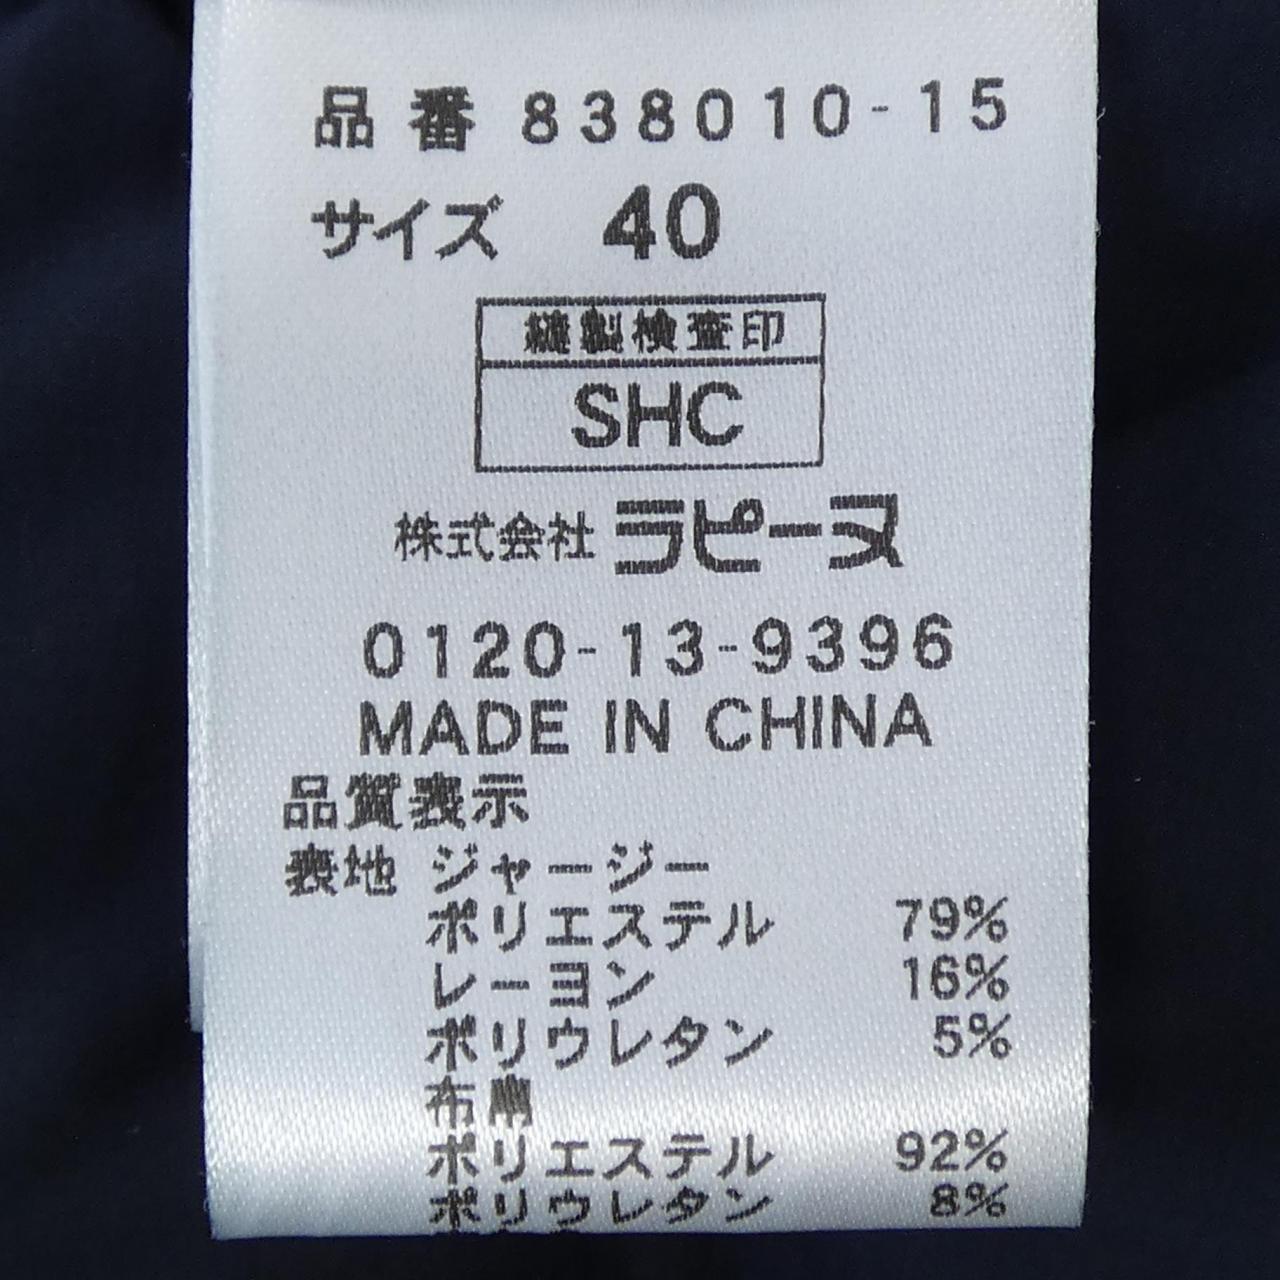 品番 838010-15
サイズ 40
縫製検査印
SHC
株式会社 ラピーヌ
0120-13-9396
MADE IN CHINA
品質表示
表地 ジャージー
ポリエステル 79%
レーヨン 16%
ポリウレタン 5%
布帛
ポリエステル 92%
ポリウレタン 8%